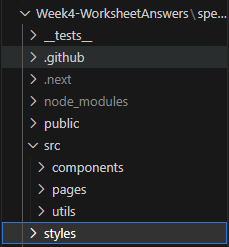 Week4-WorksheetAnswers\spe...
__tests__
.github
.next
node_modules
public
src
components
pages
utils
styles